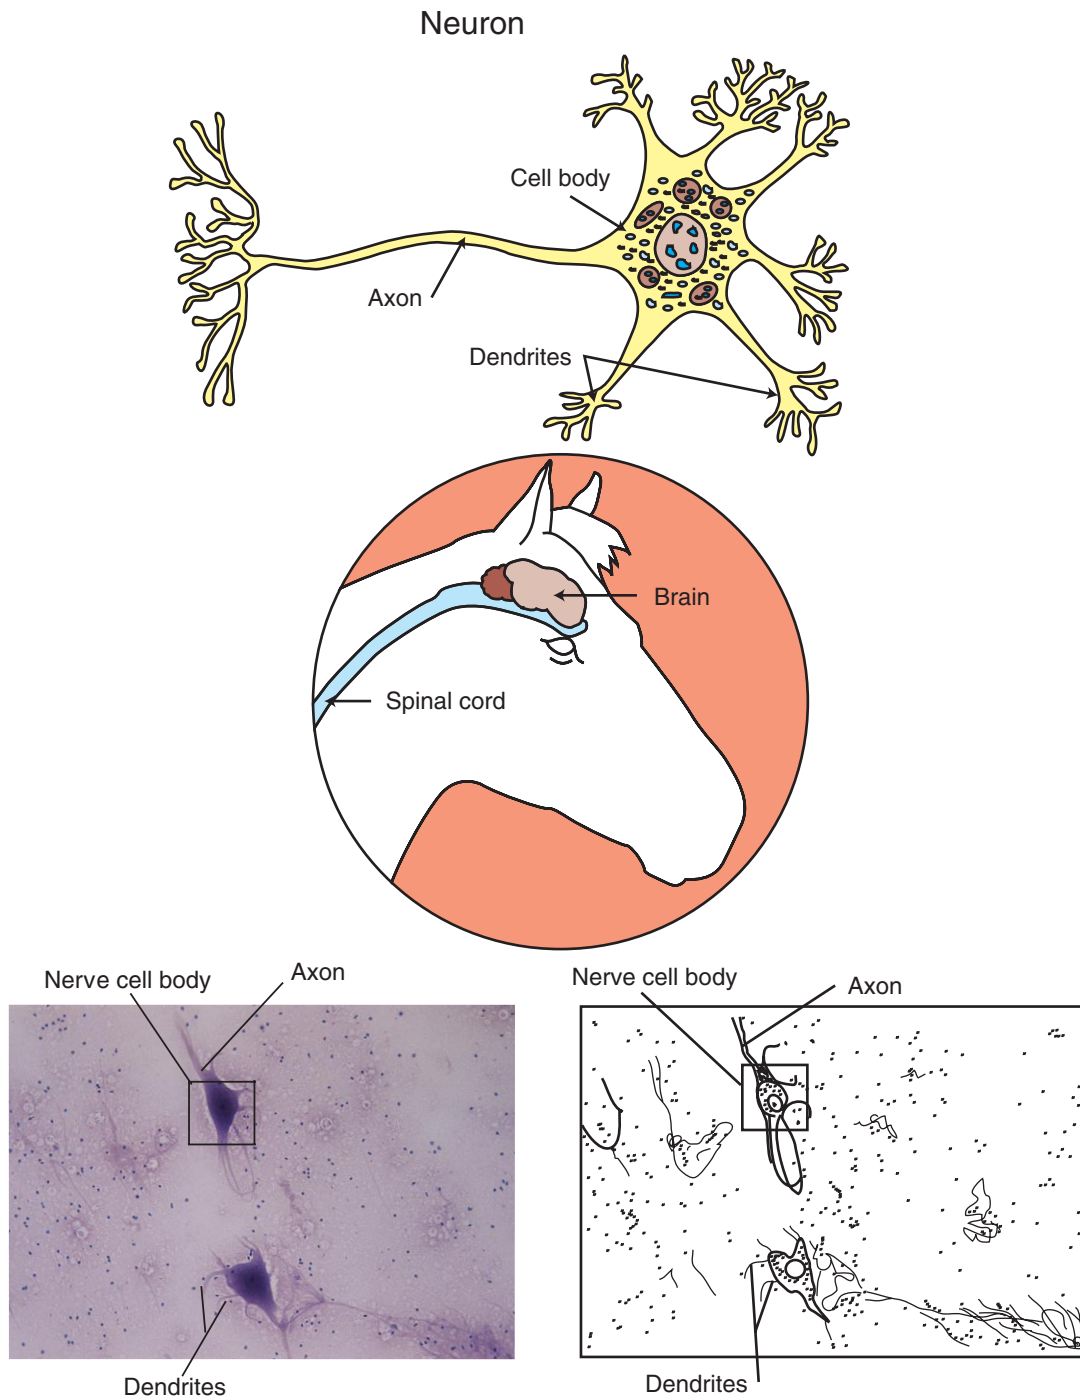 Neuron
Cell body
Axon
Dendrites
Brain
Spinal cord
Nerve cell body
Axon
Dendrites
Nerve cell body
Axon
Dendrites